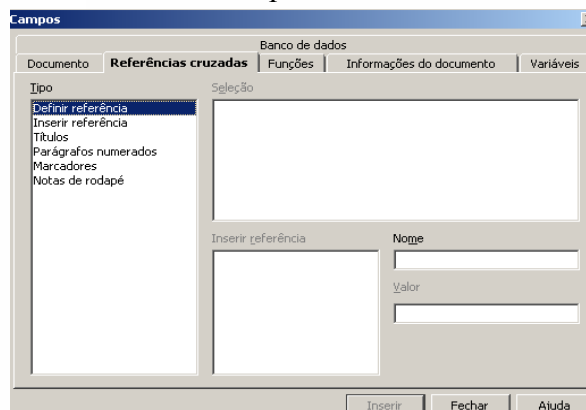 Campos
Banco de dados
Documento Referências cruzadas Funções Informações do documento Variáveis
Tipo
Seleção
Definir referência
Inserir referência
Títulos
Parágrafos numerados
Marcadores
Notas de rodapé
Inserir referência
Nome
Valor
Inserir Fechar Ajuda